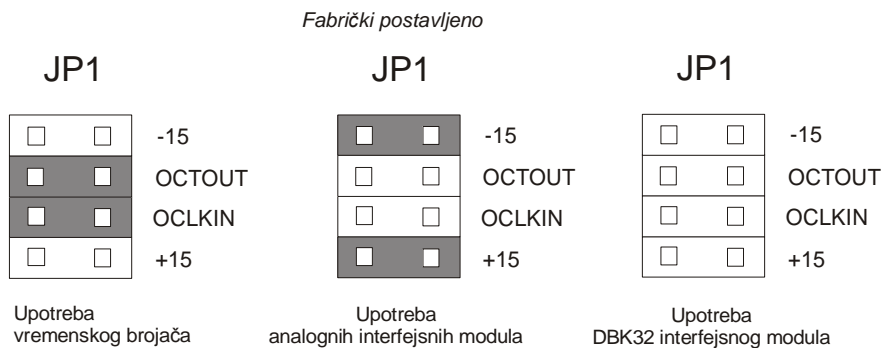 Fabrički postavljeno
JP1
-15
OCTOUT
OCLKIN
+15
Upotreba
vremenskog brojača
JP1
-15
OCTOUT
OCLKIN
+15
Upotreba
analognih interfejsnih modula
JP1
-15
OCTOUT
OCLKIN
+15
Upotreba
DBK32 interfejsnog modula